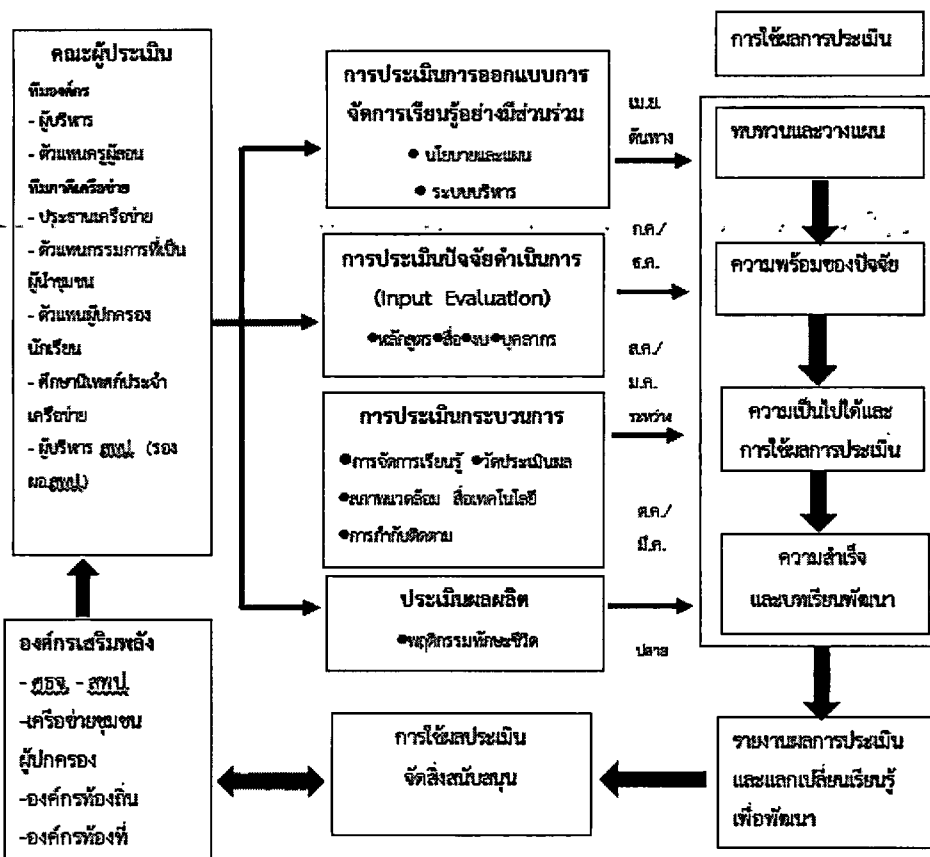 คณะผู้ประเมิน
ทีมองค์กร
- ผู้บริหาร
- ตัวแทนครูผู้สอน
ทีมภาคีเครือข่าย
- ประธานเครือข่าย
- ตัวแทนกรรมการที่เป็น
ผู้นำชุมชน
- ตัวแทนผู้ปกครอง
นักเรียน
- ศึกษานิเทศก์ประจำ
เครือข่าย
- ผู้บริหาร สพป. (รอง
ผอ.สพป.)
องค์กรเสริมพลัง
- ศธจ. - สพป.
-เครือข่ายชุมชน
ผู้ปกครอง
-องค์กรท้องถิ่น
-องค์กรท้องที่
การประเมินการออกแบบการ
จัดการเรียนรู้อย่างมีส่วนร่วม
● นโยบายและแผน
● ระบบบริหาร
การประเมินปัจจัยดำเนินการ
(Input Evaluation)
●หลักสูตร●สื่อ●งบ●บุคลากร
การประเมินกระบวนการ
●การจัดการเรียนรู้ ●วัดประเมินผล
●สภาพแวดล้อม สื่อเทคโนโลยี
●การกำกับติดตาม
ประเมินผลผลิต
●พฤติกรรมทักษะชีวิต
การใช้ผลประเมิน
จัดสิ่งสนับสนุน
เม.ย.
ต้นทาง
ก.ค./
ธ.ค.
ส.ค./
ม.ค.
ระหว่าง
ต.ค./
มี.ค.
ปลาย
การใช้ผลการประเมิน
ทบทวนและวางแผน
ความพร้อมของปัจจัย
ความเป็นไปได้และ
การใช้ผลการประเมิน
ความสำเร็จ
และบทเรียนพัฒนา
รายงานผลการประเมิน
และแลกเปลี่ยนเรียนรู้
เพื่อพัฒนา